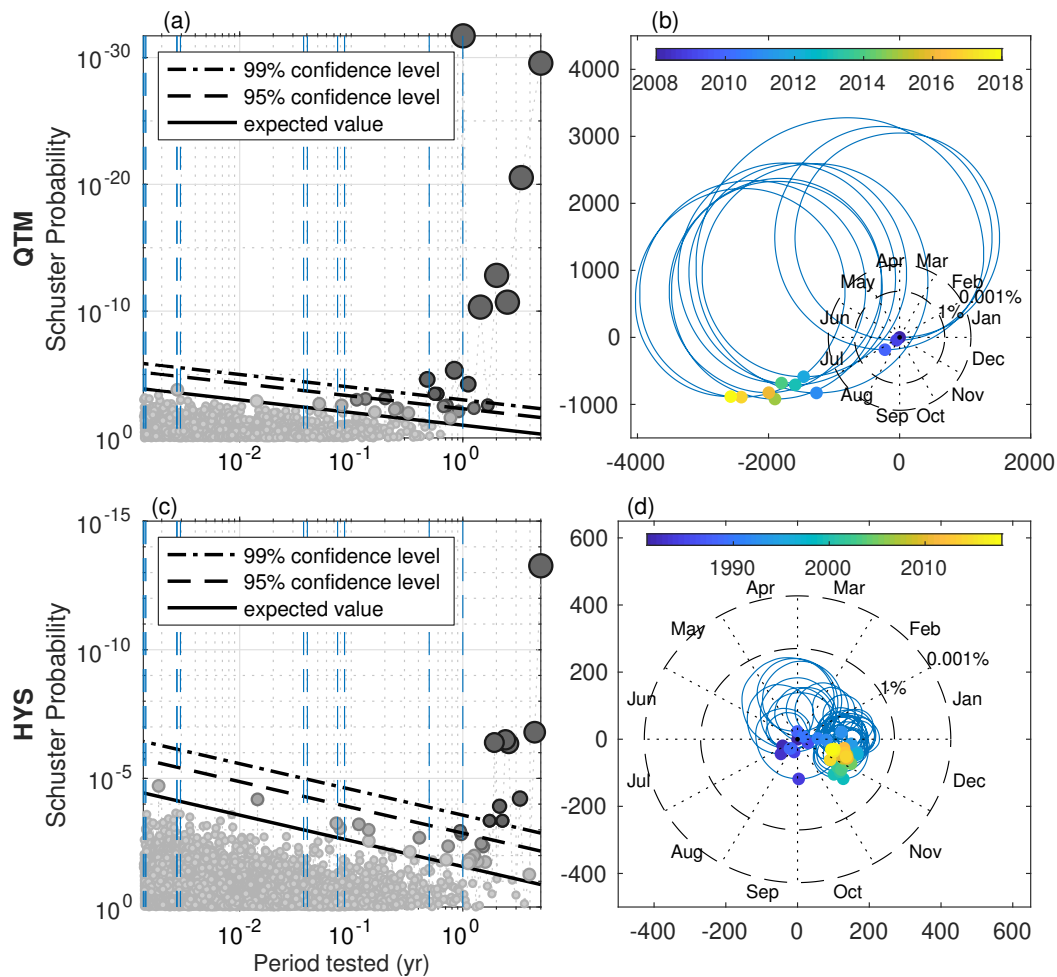 (a)
QTM
Schuster Probability
10^-30
10^-20
10^-10
10^0
99% confidence level
95% confidence level
expected value
10^-2
10^-1
10^0
(b)
4000
3000
2000
1000
0
-1000
2008 2010 2012 2014 2016 2018
Apr Mar
May Feb
0.001%
1%
Jun Jan
Jul Dec
Aug Nov
Sep Oct
-4000 -2000 0 2000
(c)
HYS
Schuster Probability
10^-15
10^-10
10^-5
10^0
99% confidence level
95% confidence level
expected value
10^-2
10^-1
10^0
Period tested (yr)
(d)
600
400
200
0
-200
-400
1990 2000 2010
Apr Mar
May Feb
0.001%
1%
Jun Jan
Jul Dec
Aug Nov
Sep Oct
-400 -200 0 200 400 600